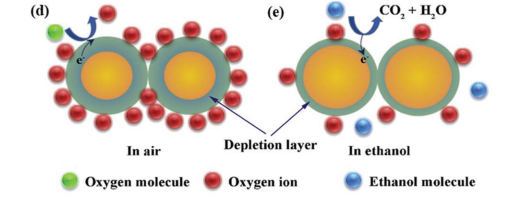 (d)
(e)
CO2 + H2O
e-
e-
In air
Depletion layer
In ethanol
Oxygen molecule
Oxygen ion
Ethanol molecule